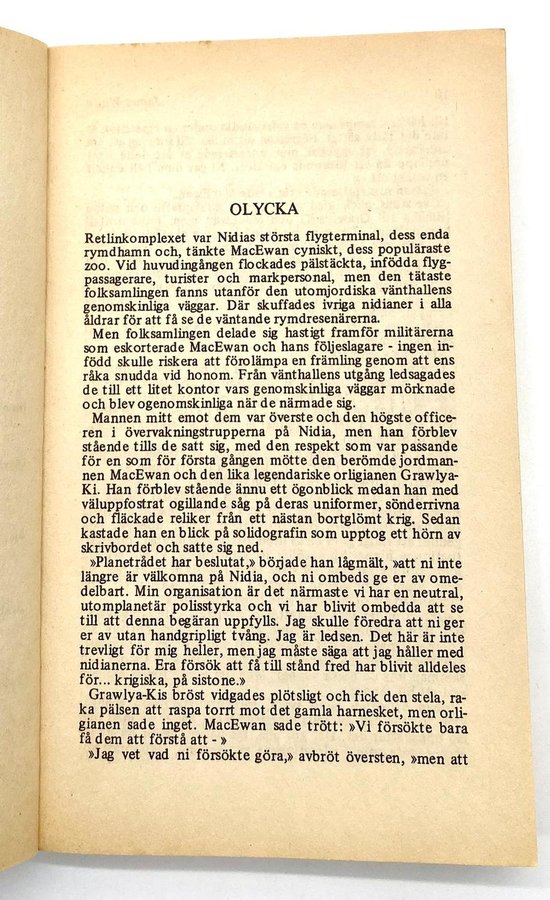 OLYCKA
Retlinkomplexet var Nidias största flygterminal, dess enda
rymdhamn och, tänkte MacEwan cyniskt, dess populäraste
zoo. Vid huvudingången flockades pälstäckta, infödda flyg-
passagerare, turister och markpersonal, men den tätaste
folksamlingen fanns utanför den utomjordiska vänthallens
genomskinliga väggar. Där skuffades ivriga nidianer i alla
åldrar för att få se de väntande rymdresenärerna.
Men folksamlingen delade sig hastigt framför militärerna
som eskorterade MacEwan och hans följeslagare - ingen in-
född skulle riskera att förolämpa en främling genom att ens
råka snudda vid honom. Från vänthallens utgång ledsagades
de till ett litet kontor vars genomskinliga väggar mörknade
och blev ogenomskinliga när de närmade sig.
Mannen mitt emot dem var överste och den högste office-
ren i övervakningstrupperna på Nidia, men han förblev
stående tills de satt sig, med den respekt som var passande
för en som för första gången mötte den berömde jordman-
nen MacEwan och den lika legendariske orligianen Grawlya-
Ki. Han förblev stående ännu ett ögonblick medan han med
väluppfostrat ogillande såg på deras uniformer, sönderrivna
och fläckade reliker från ett nästan bortglömt krig. Sedan
kastade han en blick på solidografin som upptog ett hörn av
skrivbordet och satte sig ned.
»Planetrådet har beslutat,» började han lågmält, »att ni inte
längre är välkomna på Nidia, och ni ombeds ge er av ome-
delbart. Min organisation är det närmaste vi har en neutral,
utomplanetär polisstyrka och vi har blivit ombedda att se
till att denna begäran uppfylls. Jag skulle föredra att ni ger
er av utan handgripligt tvång. Jag är ledsen. Det här är inte
trevligt för mig heller, men jag måste säga att jag håller med
nidianerna. Era försök att få till stånd fred har blivit alldeles
för... krigiska, på sistone.»
Grawlya-Kis bröst vidgades plötsligt och fick den stela, ra-
ka pälsen att raspa torrt mot det gamla harnesket, men orli-
gianen sade inget. MacEwan sade trött: »Vi försökte bara
få dem att förstå att - »
»Jag vet vad ni försökte göra,» avbröt översten, »men att